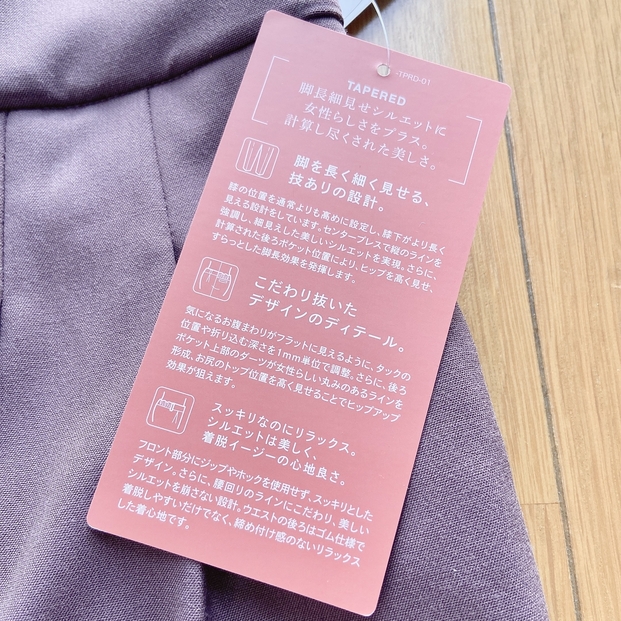 TPRD-01
TAPERED
脚長細見せシルエットに
女性らしさをプラス。
計算し尽くされた美しさ。
脚を長く細く見せる、
技ありの設計。
膝の位置を通常よりも高めに設定し、膝下がより長く
見える設計をしています。センタープレスで縦のラインを
強調し、細見えした美しいシルエットを実現。さらに、
計算された後ろポケット位置により、ヒップを高く見せ、
すらっとした脚長効果を発揮します。
こだわり抜いた
デザインのディテール。
気になるお腹まわりがフラットに見えるように、タックの
位置や折り込む深さを1mm単位で調整。さらに、後ろ
ポケット上部のダーツが女性らしい丸みのあるラインを
形成、お尻のトップ位置を高く見せることでヒップアップ
効果が狙えます。
スッキリなのにリラックス。
シルエットは美しく、
着脱イージーの心地良さ。
フロント部分にジップやホックを使用せず、スッキリとした
デザイン。さらに、腰回りのラインにこだわり、美しい
シルエットを崩さない設計。ウエストの後ろはゴム仕様で
着脱しやすいだけでなく、締め付け感のないリラックス
した着心地です。